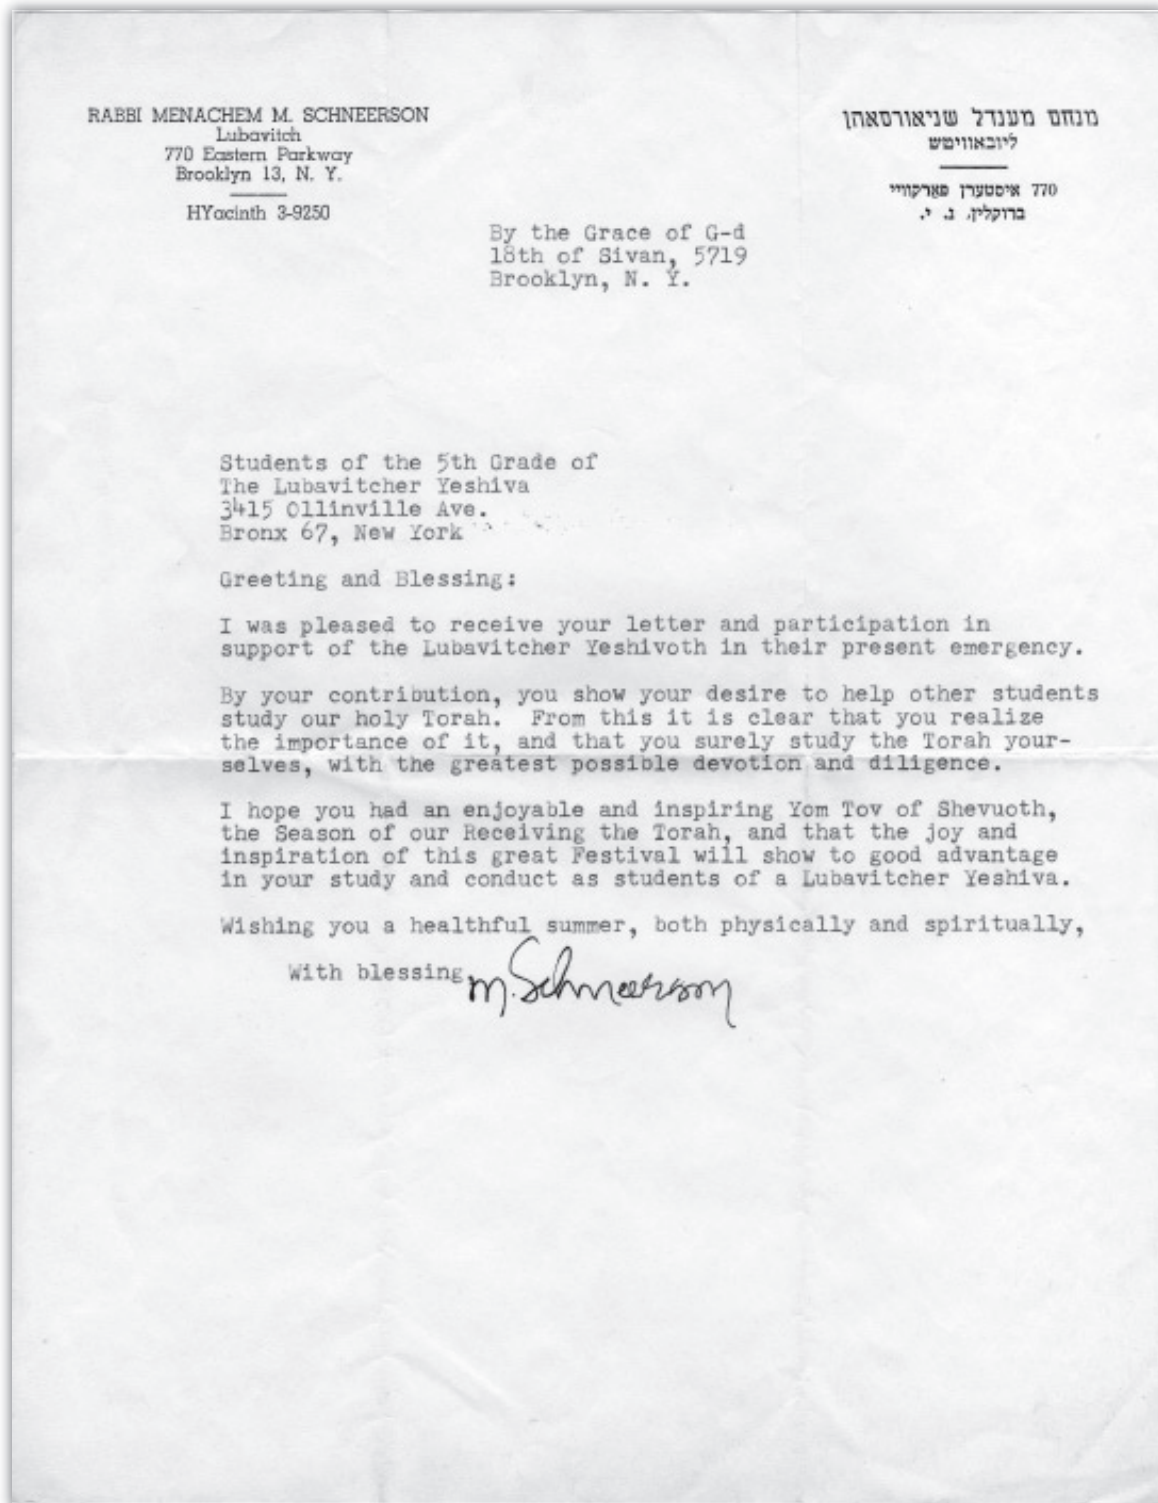 RABBI MENACHEM M. SCHNEERSON
Lubavitch
770 Eastern Parkway
Brooklyn 13, N. Y.
HYacinth 3-9250
מנחם מענדל שניאורסאהן
ליובאוויטש
770 איסטערן פארקוויי
ברוקלין, נ. י.
By the Grace of G-d
18th of Sivan, 5719
Brooklyn, N. Y.
Students of the 5th Grade of
The Lubavitcher Yeshiva
3415 Ollinville Ave.
Bronx 67, New York
Greeting and Blessing:
I was pleased to receive your letter and participation in
support of the Lubavitcher Yeshivoth in their present emergency.
By your contribution, you show your desire to help other students
study our holy Torah. From this it is clear that you realize
the importance of it, and that you surely study the Torah your-
selves, with the greatest possible devotion and diligence.
I hope you had an enjoyable and inspiring Yom Tov of Shevuoth,
the Season of our Receiving the Torah, and that the joy and
inspiration of this great Festival will show to good advantage
in your study and conduct as students of a Lubavitcher Yeshiva.
Wishing you a healthful summer, both physically and spiritually,
With blessing
M. Schneerson